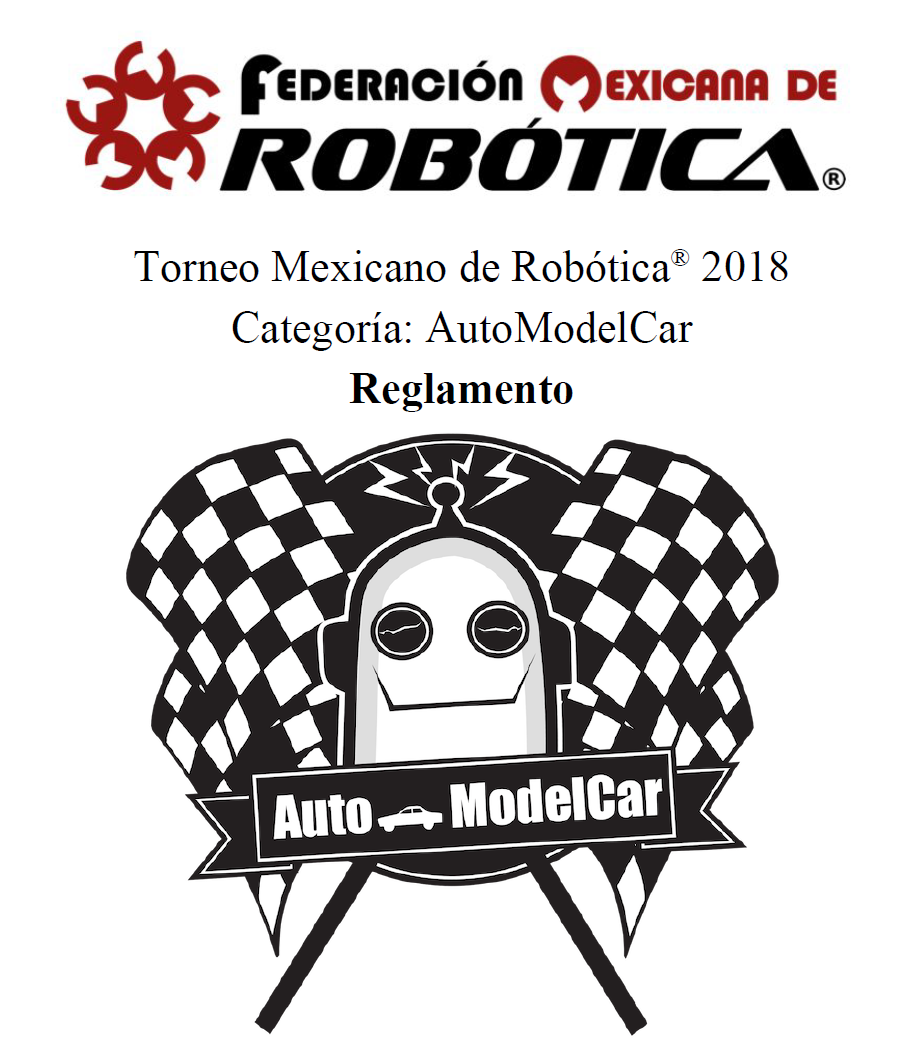 FEDERACIÓN MEXICANA DE
ROBÓTICA®
Torneo Mexicano de Robótica® 2018
Categoría: AutoModelCar
Reglamento
Auto ModelCar